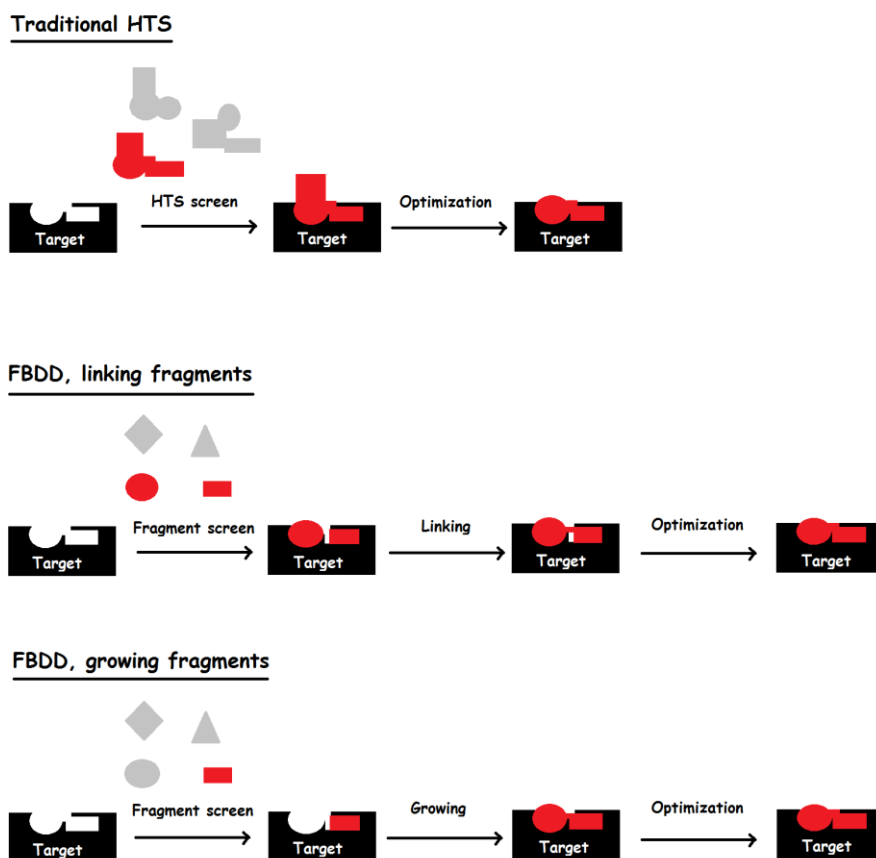 Traditional HTS
HTS screen
Optimization
Target
Target
Target
FBDD, linking fragments
Fragment screen
Linking
Optimization
Target
Target
Target
Target
FBDD, growing fragments
Fragment screen
Growing
Optimization
Target
Target
Target
Target